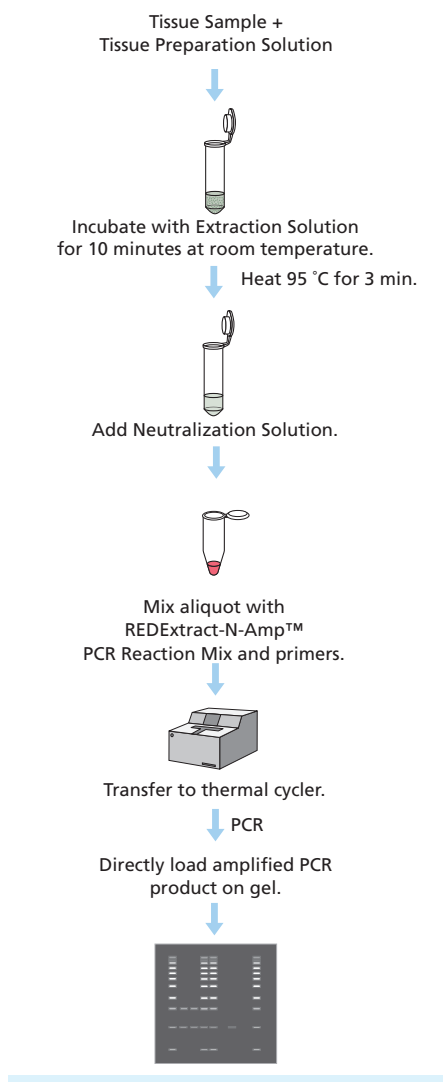 Tissue Sample +
Tissue Preparation Solution
Incubate with Extraction Solution
for 10 minutes at room temperature.
Heat 95 ˚C for 3 min.
Add Neutralization Solution.
Mix aliquot with
REDExtract-N-Amp™
PCR Reaction Mix and primers.
Transfer to thermal cycler.
PCR
Directly load amplified PCR
product on gel.